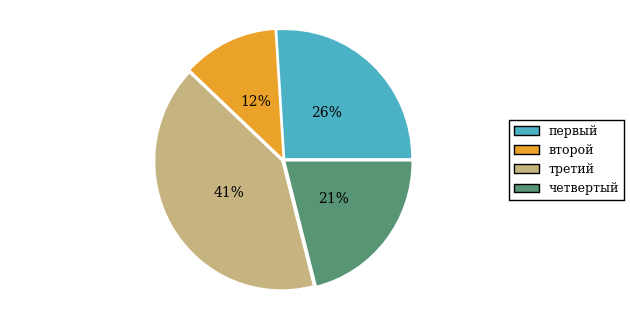 26%
12%
41%
21%
первый
второй
третий
четвертый